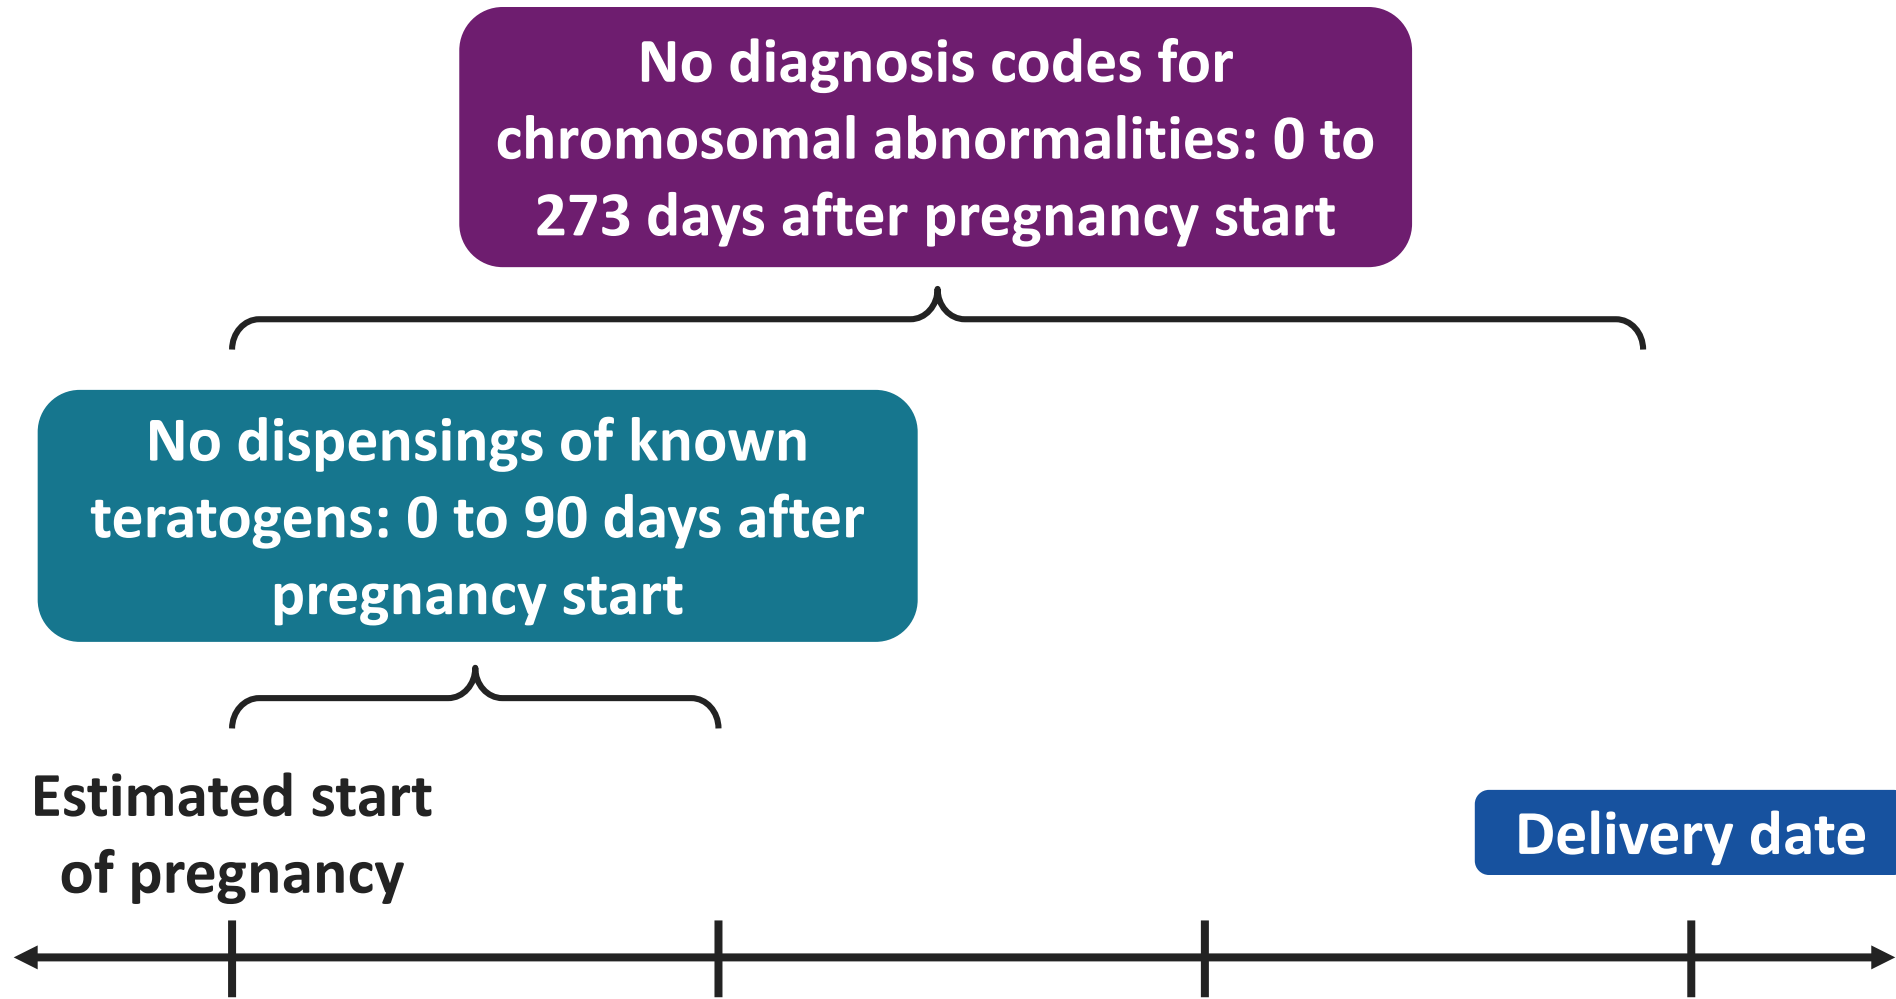 No diagnosis codes for
chromosomal abnormalities: 0 to
273 days after pregnancy start
No dispensings of known
teratogens: 0 to 90 days after
pregnancy start
Estimated start
of pregnancy
Delivery date